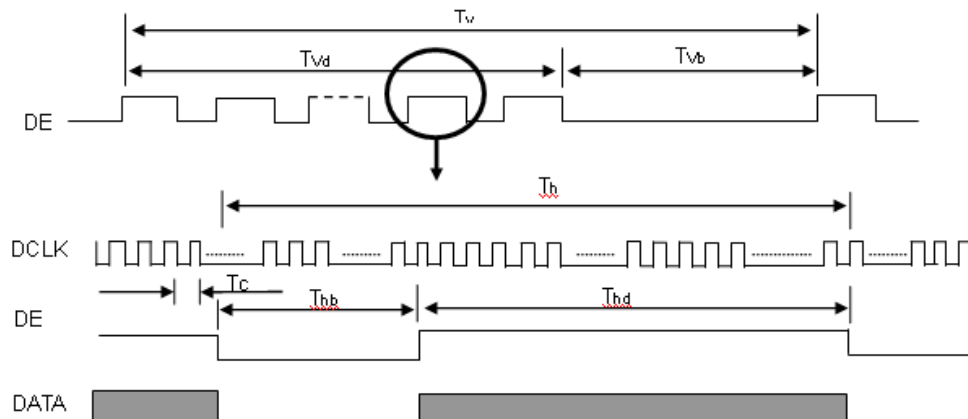 Tv
Tvd
Tvb
DE
Th
DCLK
Tc
Thb
Thd
DE
DATA